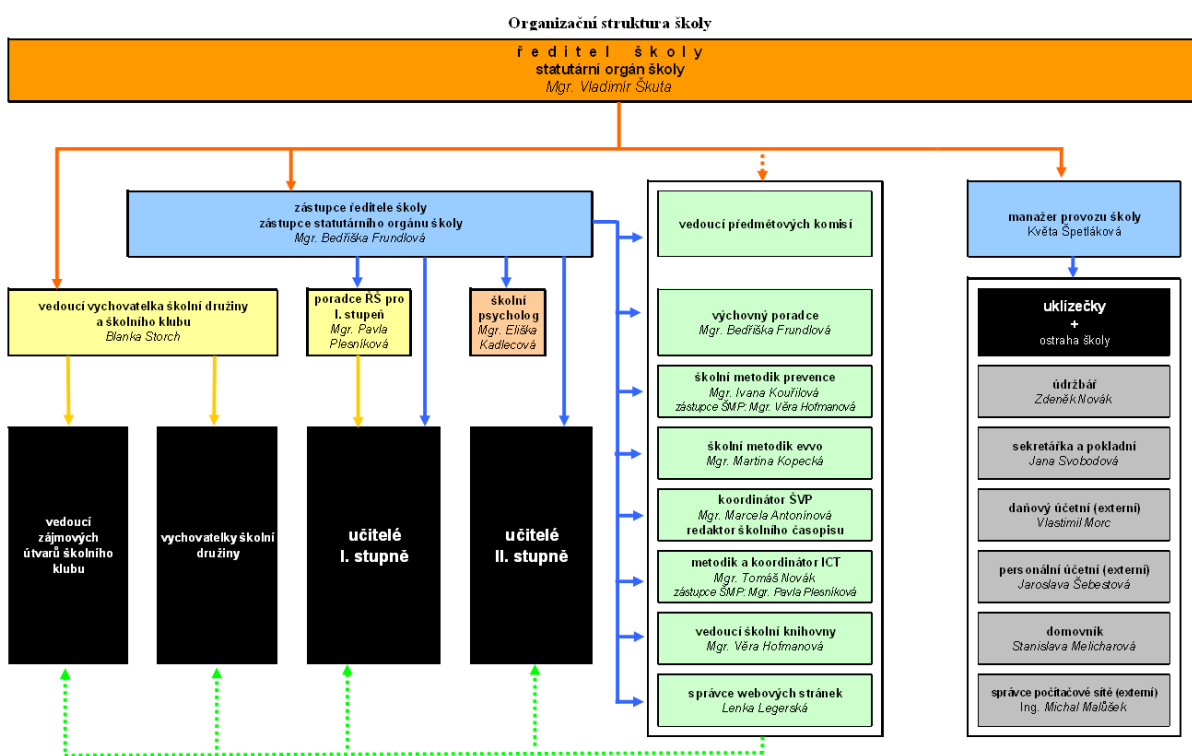 Organizační struktura školy
ředitel školy
statutární orgán školy
Mgr. Vladimír Škuta
zástupce ředitele školy
zástupce statutárního orgánu školy
Mgr. Bedřiška Frundlová
vedoucí předmětových komisí
manažer provozu školy
Květa Špetláková
vedoucí vychovatelka školní družiny
a školního klubu
Blanka Storch
poradce ŘŠ pro
I. stupeň
Mgr. Pavla
Plesníková
školní
psycholog
Mgr. Eliška
Kadlecová
výchovný poradce
Mgr. Bedřiška Frundlová
uklízečky
+
ostraha školy
školní metodik prevence
Mgr. Ivana Kouřilová
zástupce ŠMP: Mgr. Věra Hofmanová
údržbář
Zdeněk Novák
školní metodik evvo
Mgr. Martina Kopecká
sekretářka a pokladní
Jana Svobodová
vedoucí
zájmových
útvarů školního
klubu
vychovatelky školní
družiny
učitelé
I. stupně
učitelé
II. stupně
koordinátor ŠVP
Mgr. Marcela Antonínová
redaktor školního časopisu
daňový účetní (externí)
Vlastimil Morc
metodik a koordinátor ICT
Mgr. Tomáš Novák
zástupce ŠMP: Mgr. Pavla Plesníková
personální účetní (externí)
Jaroslava Šebestová
vedoucí školní knihovny
Mgr. Věra Hofmanová
domovník
Stanislava Melicharová
správce webových stránek
Lenka Legerská
správce počítačové sítě (externí)
Ing. Michal Malůšek